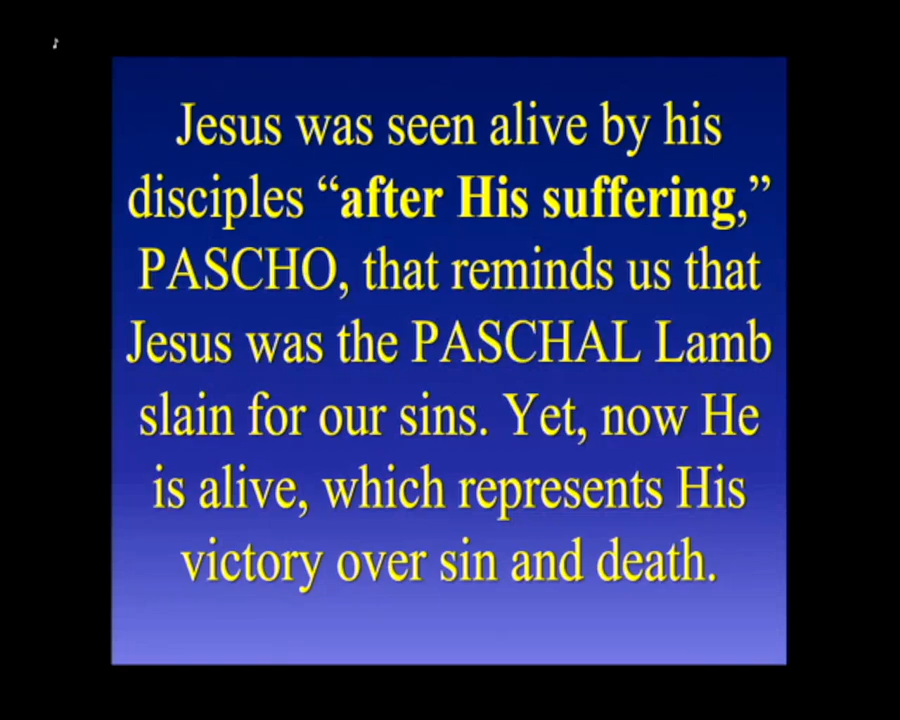 Jesus was seen alive by his
disciples “after His suffering,”
PASCHO, that reminds us that
Jesus was the PASCHAL Lamb
slain for our sins. Yet, now He
is alive, which represents His
victory over sin and death.